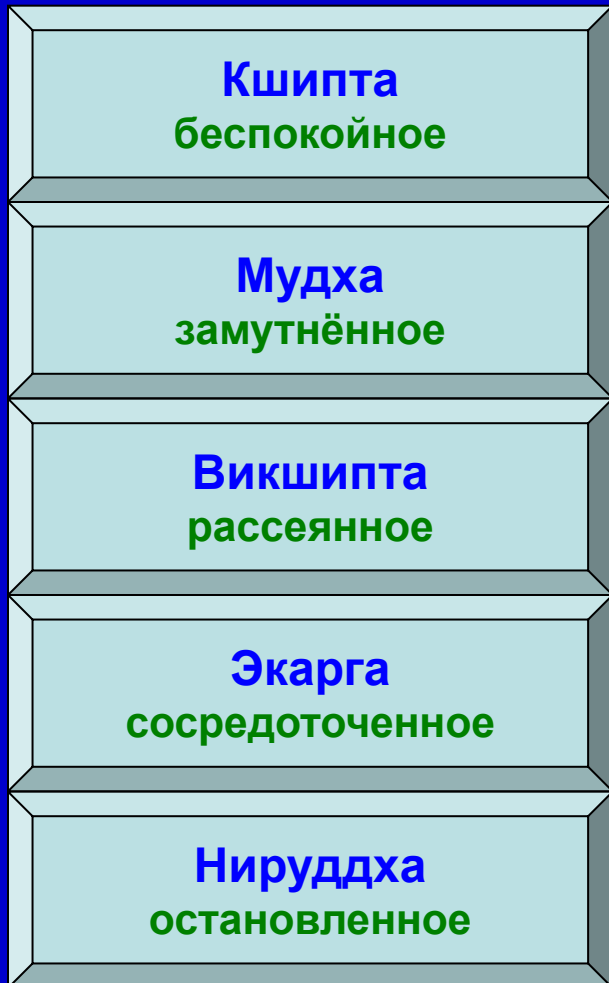 Кшипта
беспокойное
Мудха
замутнённое
Викшипта
рассеянное
Экарга
сосредоточенное
Нируддха
остановленное